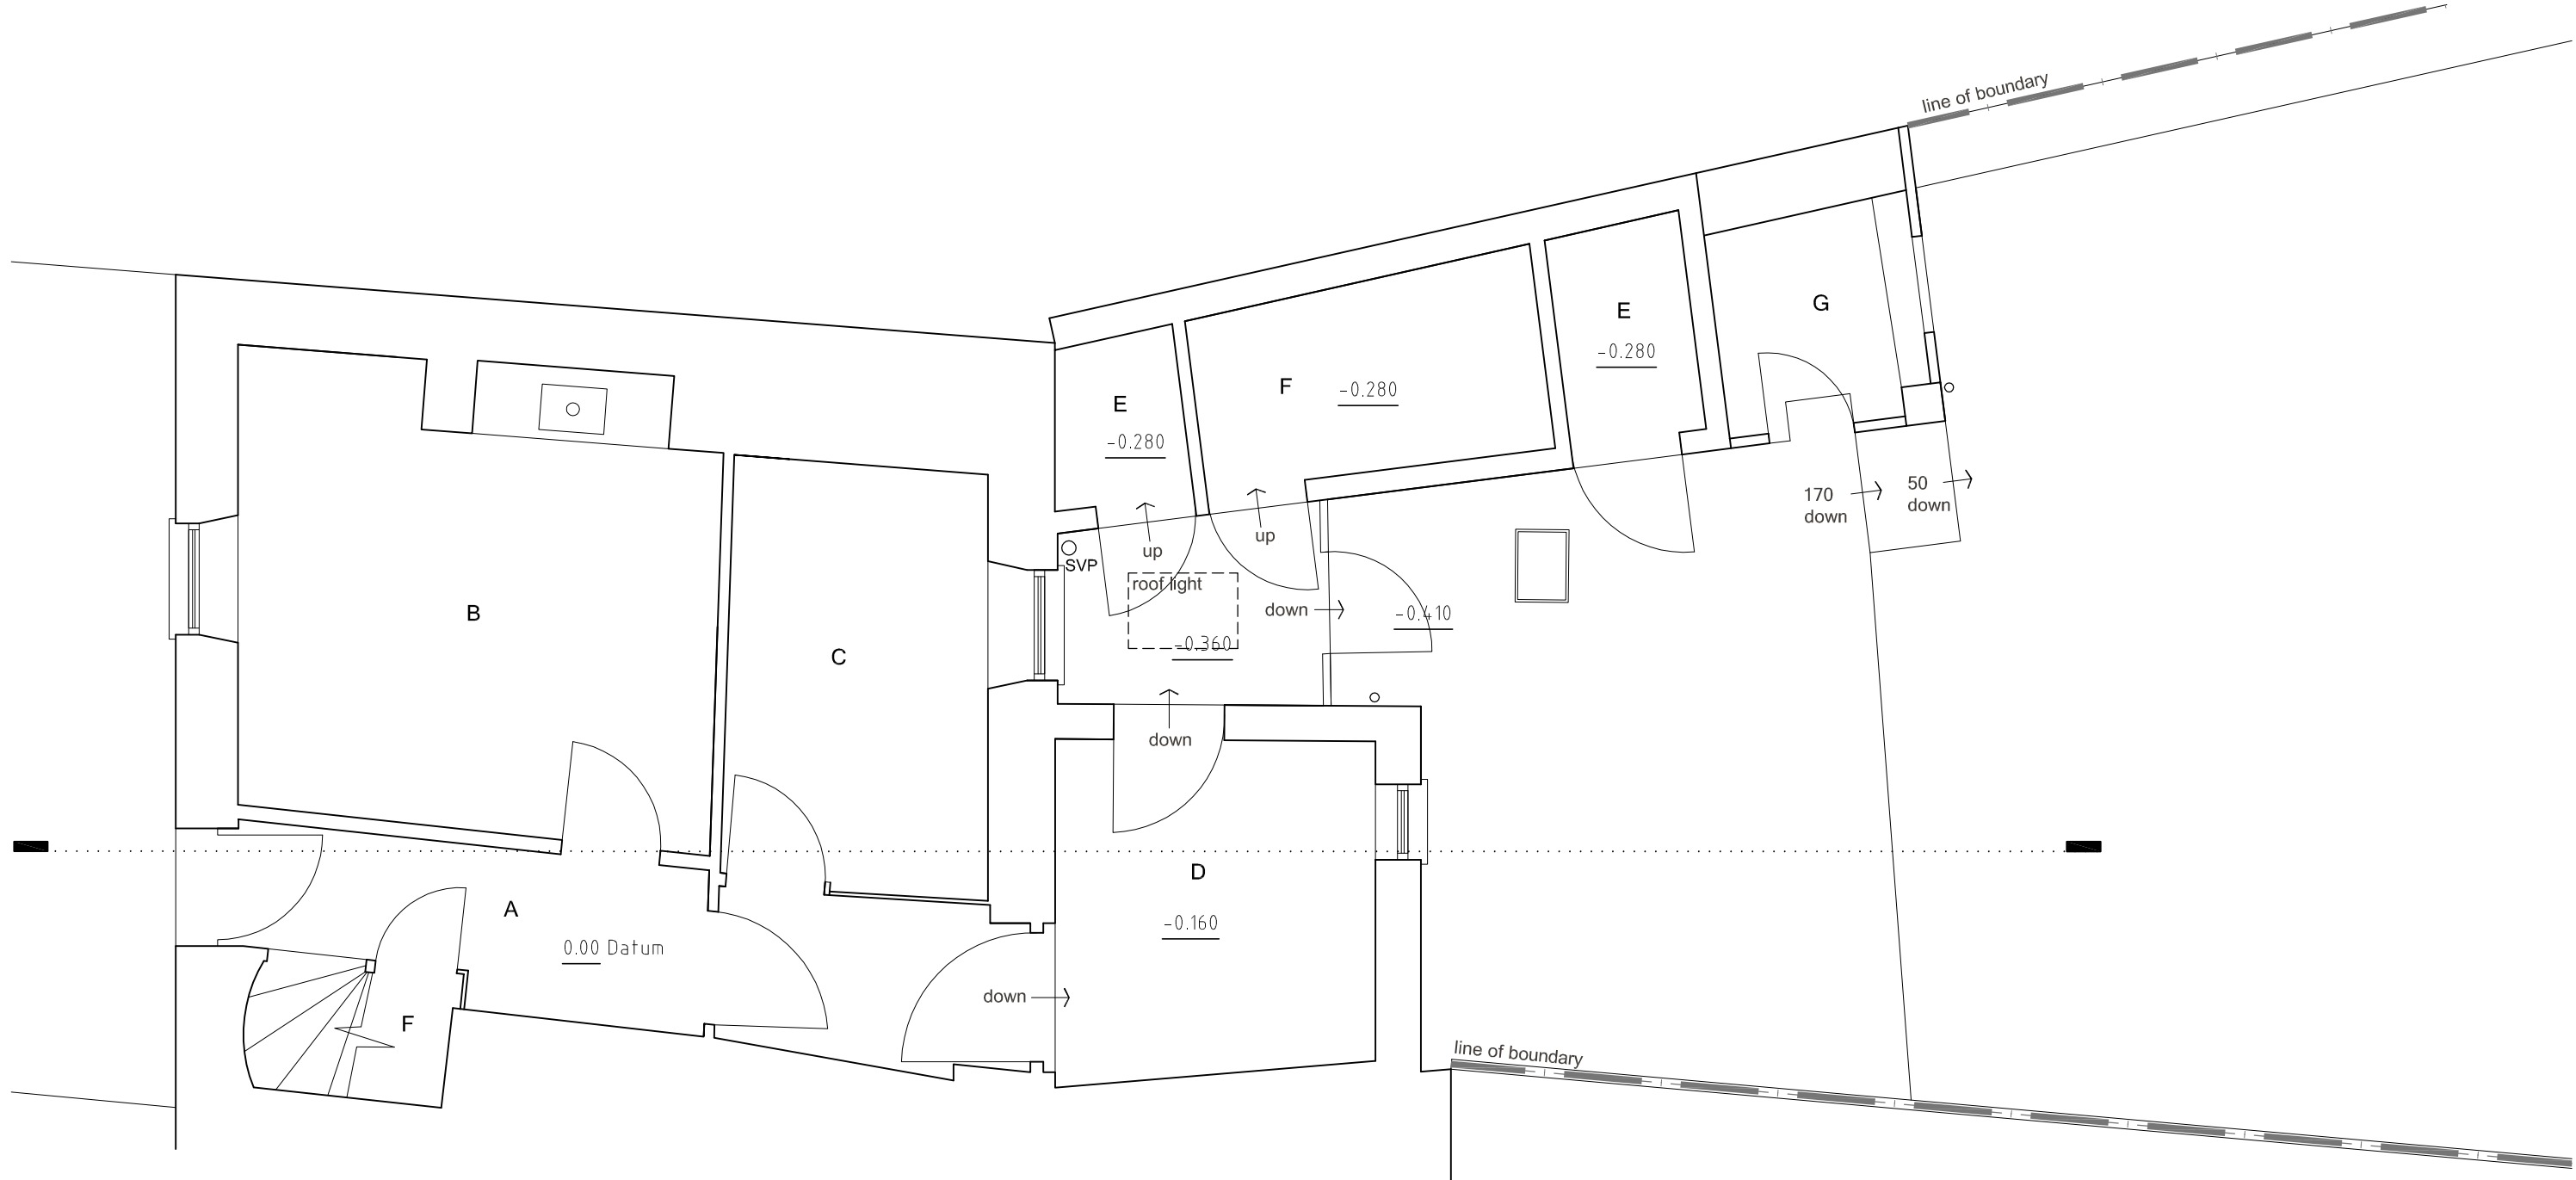 line of boundary
G
E
-0.280
F
-0.280
E
-0.280
170
down
50
down
up
up
SVP
roof light
down
-0.410
-0.360
B
C
down
D
-0.160
A
0.00 Datum
down
F
line of boundary